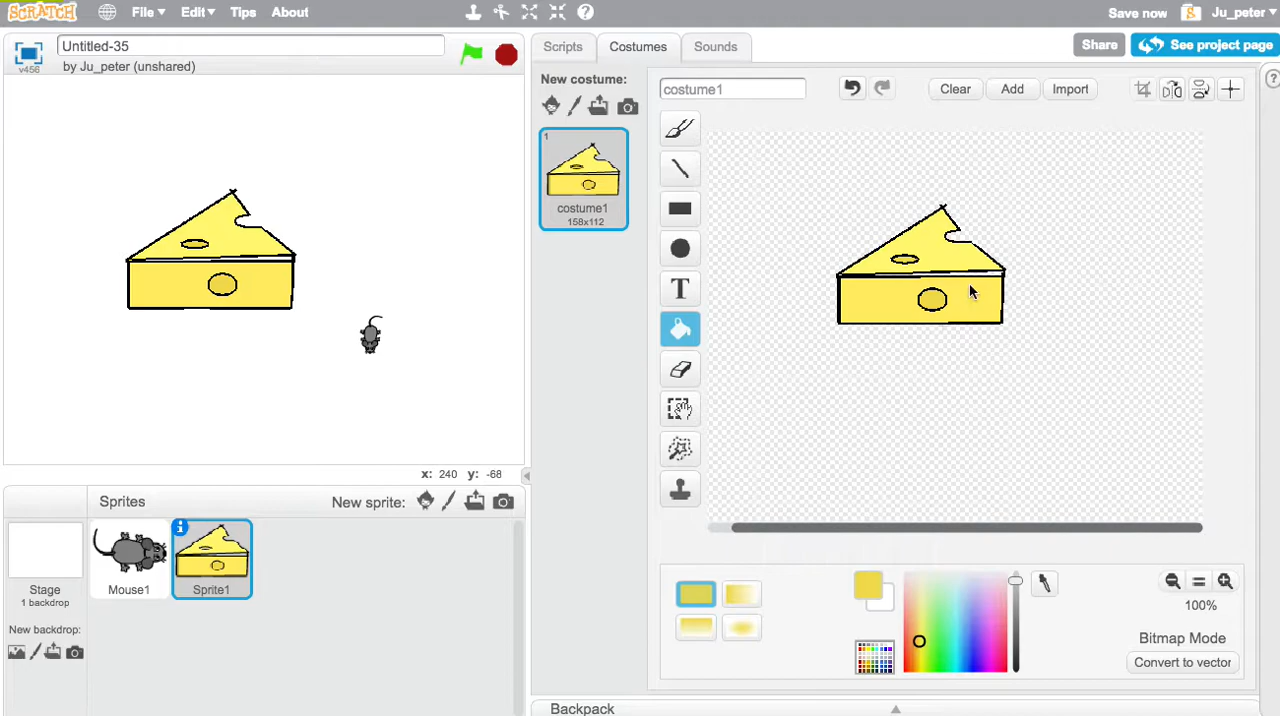 SCRATCH File Edit Tips About Save now Ju_peter
Untitled-35
by Ju_peter (unshared)
v456
Scripts Costumes Sounds Share See project page
New costume:
costume1
Clear Add Import
1
costume1
158x112
T
x: 240 y: -68
Sprites New sprite:
Stage
1 backdrop
New backdrop:
Mouse1
Sprite1
100%
Bitmap Mode
Convert to vector
Backpack